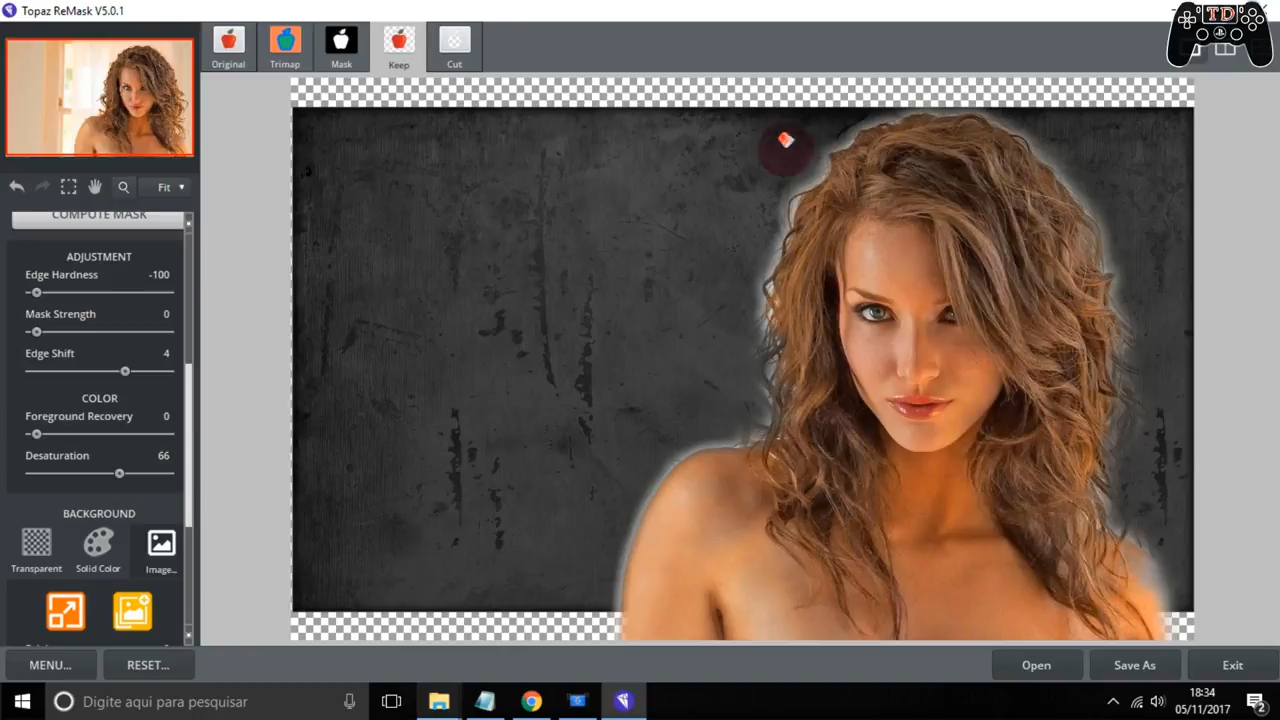 Topaz ReMask V5.0.1
TD
Original
Trimap
Mask
Keep
Cut
Fit
COMPUTE MASK
ADJUSTMENT
Edge Hardness -100
Mask Strength 0
Edge Shift 4
COLOR
Foreground Recovery 0
Desaturation 66
BACKGROUND
Transparent
Solid Color
Image...
MENU...
RESET...
Open
Save As
Exit
Digite aqui para pesquisar
18:34
05/11/2017
2